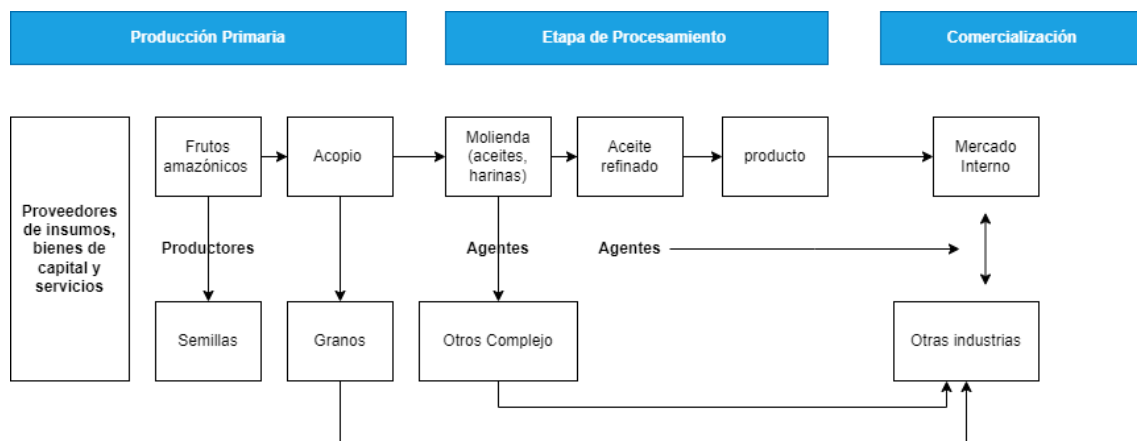 Producción Primaria
Etapa de Procesamiento
Comercialización
Frutos
amazónicos
Acopio
Molienda
(aceites,
harinas)
Aceite
refinado
producto
Mercado
Interno
Proveedores
de insumos,
bienes de
capital y
servicios
Productores
Agentes
Agentes
Semillas
Granos
Otros Complejo
Otras industrias